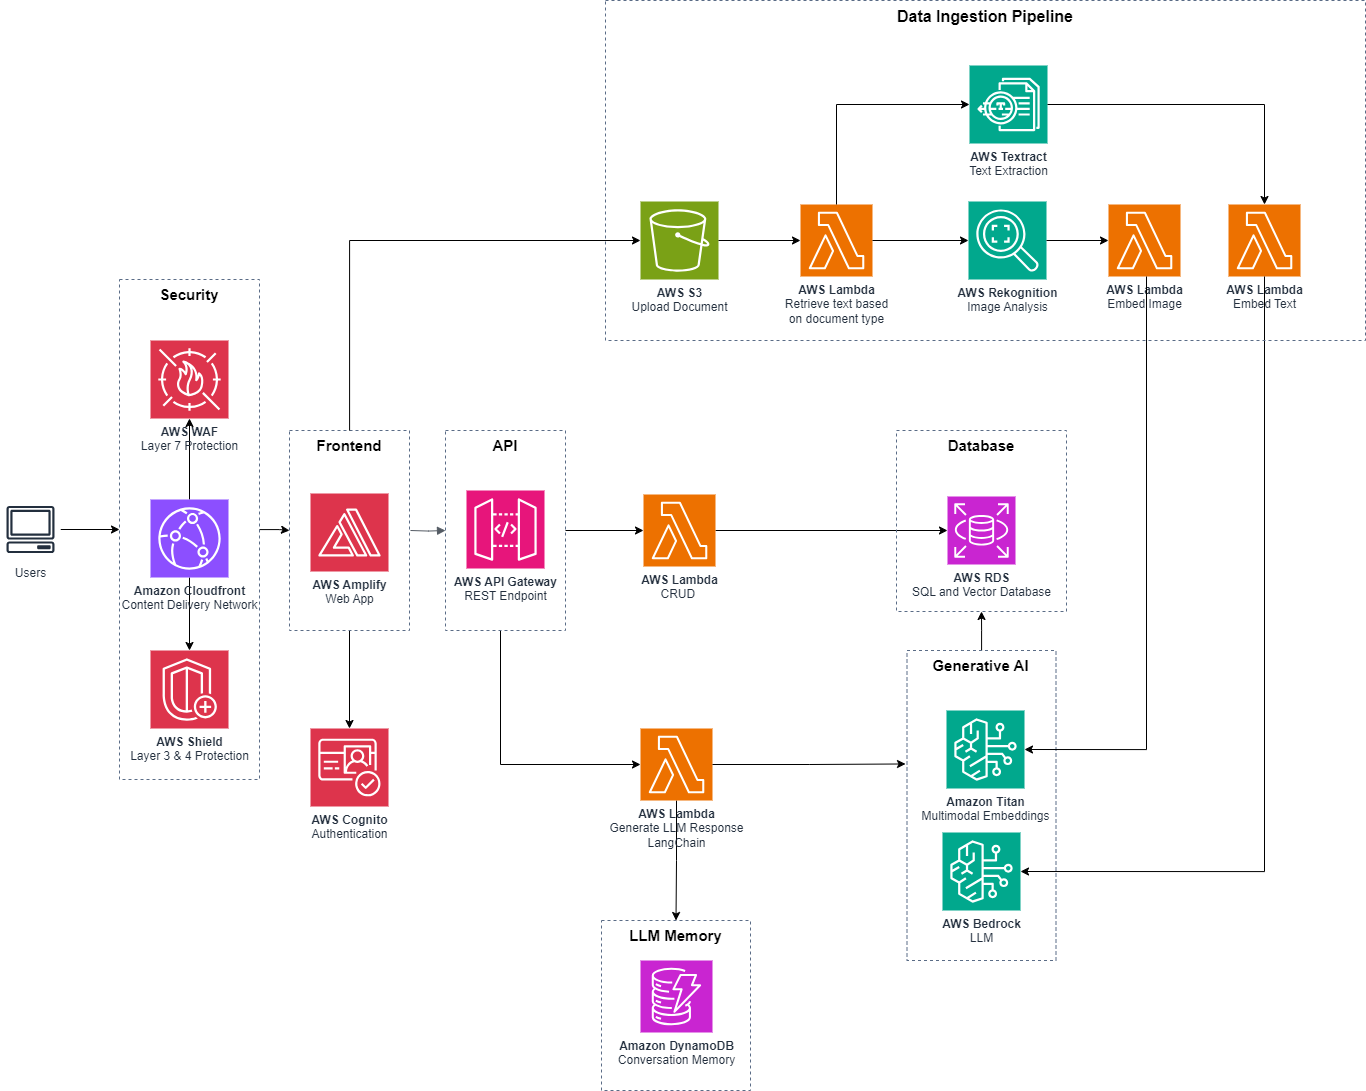 Data Ingestion Pipeline
AWS Textract
Text Extraction
AWS S3
Upload Document
AWS Lambda
Retrieve text based
on document type
AWS Rekognition
Image Analysis
AWS Lambda
Embed Image
AWS Lambda
Embed Text
Security
AWS WAF
Layer 7 Protection
Amazon Cloudfront
Content Delivery Network
AWS Shield
Layer 3 & 4 Protection
Users
Frontend
AWS Amplify
Web App
AWS Cognito
Authentication
API
AWS API Gateway
REST Endpoint
AWS Lambda
CRUD
Database
AWS RDS
SQL and Vector Database
AWS Lambda
Generate LLM Response
LangChain
Generative AI
Amazon Titan
Multimodal Embeddings
AWS Bedrock
LLM
LLM Memory
Amazon DynamoDB
Conversation Memory